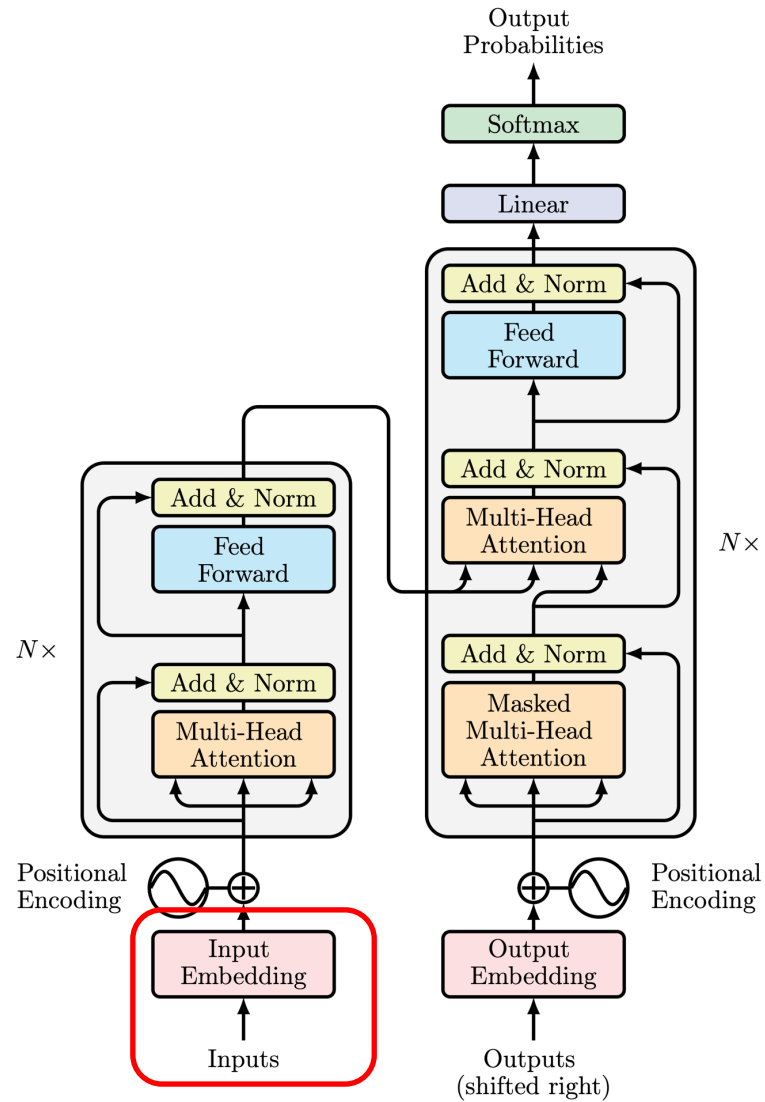 Output
Probabilities
Softmax
Linear
Add & Norm
Feed
Forward
Add & Norm
Multi-Head
Attention
Add & Norm
Masked
Multi-Head
Attention
N×
Add & Norm
Feed
Forward
Add & Norm
Multi-Head
Attention
N×
Positional
Encoding
Positional
Encoding
Input
Embedding
Output
Embedding
Inputs
Outputs
(shifted right)